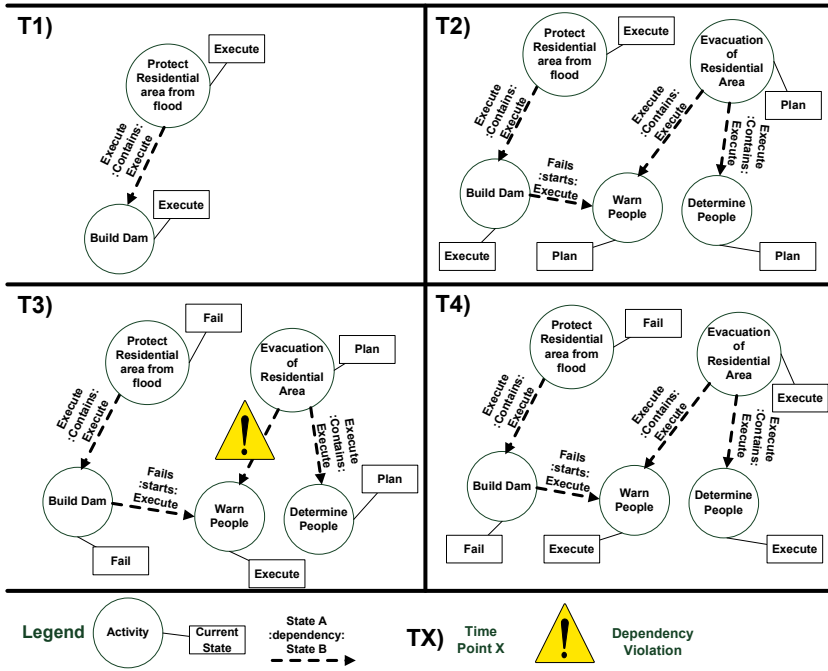 T1)
Execute
Protect
Residential
area from
flood
Execute
:Contains:
Execute
Execute
Build Dam
T2)
Protect
Residential
area from
flood
Execute
Evacuation
of
Residential
Area
Plan
Execute
:Contains:
Execute
Execute
:Contains:
Execute
Execute
:Contains:
Execute
Fails
:starts:
Execute
Build Dam
Warn
People
Determine
People
Execute
Plan
Plan
T3)
Fail
Protect
Residential
area from
flood
Evacuation
of
Residential
Area
Plan
Execute
:Contains:
Execute
!
Execute
:Contains:
Execute
Fails
:starts:
Execute
Plan
Build Dam
Warn
People
Determine
People
Fail
Execute
T4)
Protect
Residential
area from
flood
Fail
Evacuation
of
Residential
Area
Execute
Execute
:Contains:
Execute
Execute
:Contains:
Execute
Execute
:Contains:
Execute
Fails
:starts:
Execute
Build Dam
Warn
People
Determine
People
Fail
Execute
Execute
Legend
Activity
Current
State
State A
:dependency:
State B
TX)
Time
Point X
!
Dependency
Violation